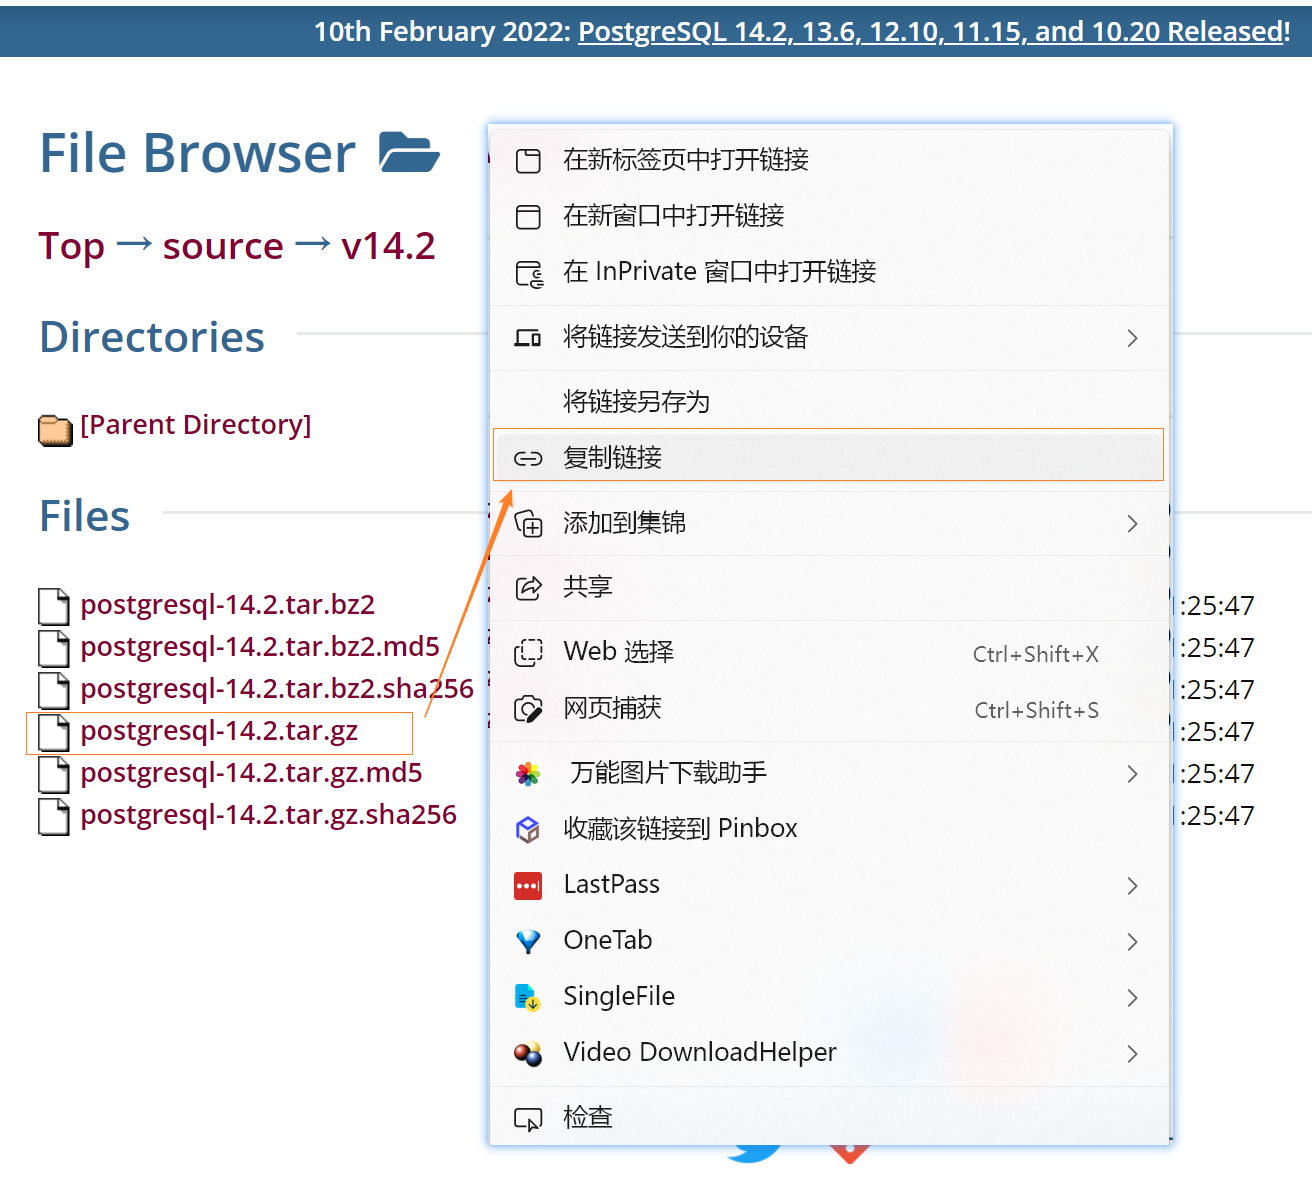 10th February 2022: PostgreSQL 14.2, 13.6, 12.10, 11.15, and 10.20 Released!
File Browser
Top → source → v14.2
Directories
[Parent Directory]
Files
postgresql-14.2.tar.bz2
postgresql-14.2.tar.bz2.md5
postgresql-14.2.tar.bz2.sha256
postgresql-14.2.tar.gz
postgresql-14.2.tar.gz.md5
postgresql-14.2.tar.gz.sha256
在新标签页中打开链接
在新窗口中打开链接
在 InPrivate 窗口中打开链接
将链接发送到你的设备
将链接另存为
复制链接
添加到集锦
共享
Web 选择 Ctrl+Shift+X
网页捕获 Ctrl+Shift+S
万能图片下载助手
收藏该链接到 Pinbox
LastPass
OneTab
SingleFile
Video DownloadHelper
检查
:25:47
:25:47
:25:47
:25:47
:25:47
:25:47